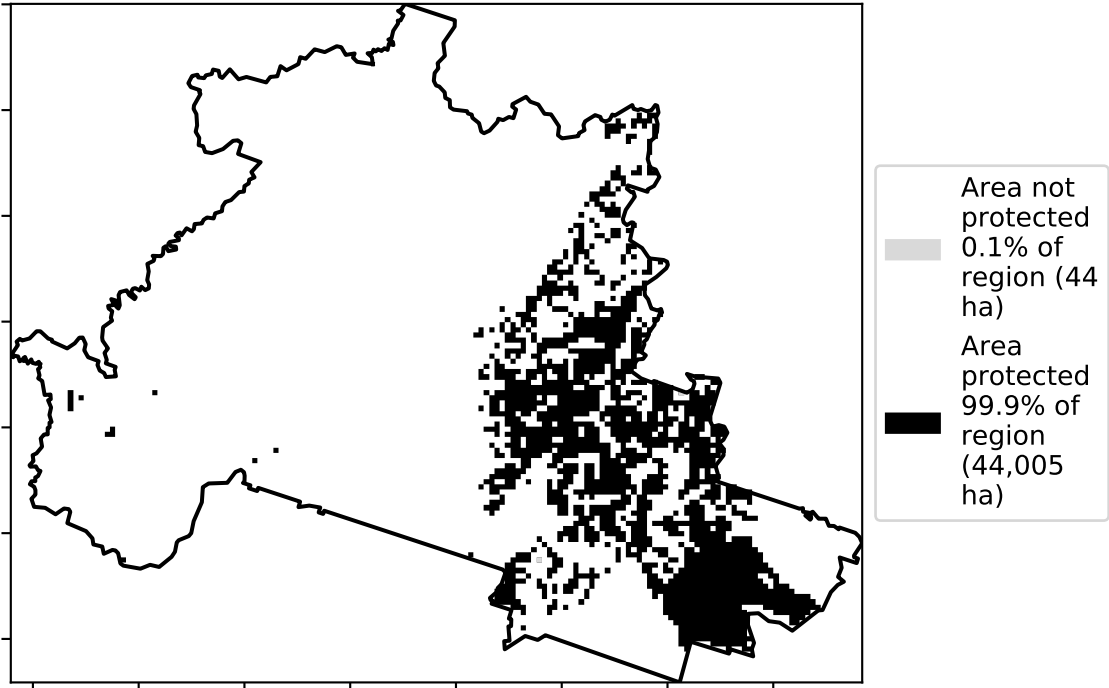 Area not
protected
0.1% of
region (44
ha)
Area
protected
99.9% of
region
(44,005
ha)